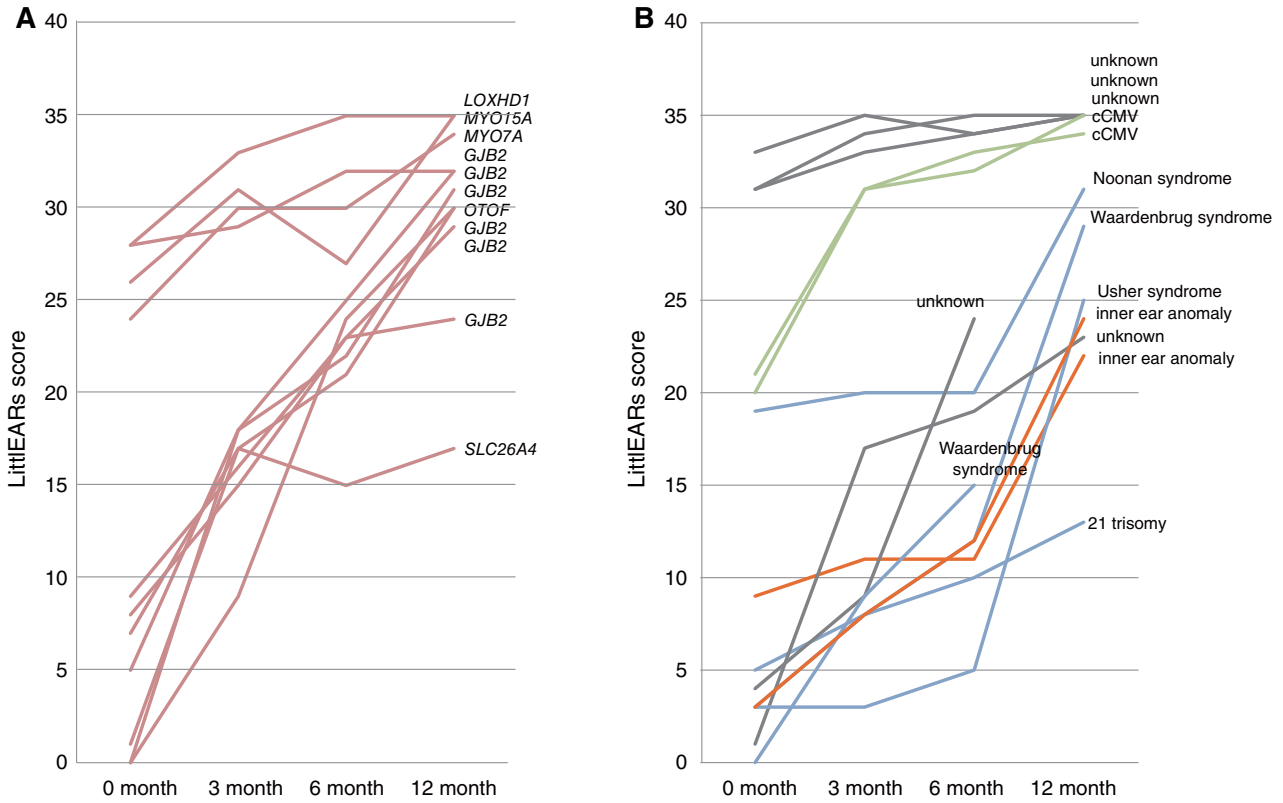 A
40
35
30
25
20
15
10
5
0
LittlEARs score
0 month
3 month
6 month
12 month
LOXHD1
MYO15A
MYO7A
GJB2
GJB2
GJB2
OTOF
GJB2
GJB2
GJB2
SLC26A4
B
40
35
30
25
20
15
10
5
0
LittlEARs score
0 month
3 month
6 month
12 month
unknown
unknown
unknown
cCMV
cCMV
Noonan syndrome
Waardenbrug syndrome
Usher syndrome
inner ear anomaly
unknown
inner ear anomaly
unknown
Waardenbrug
syndrome
21 trisomy